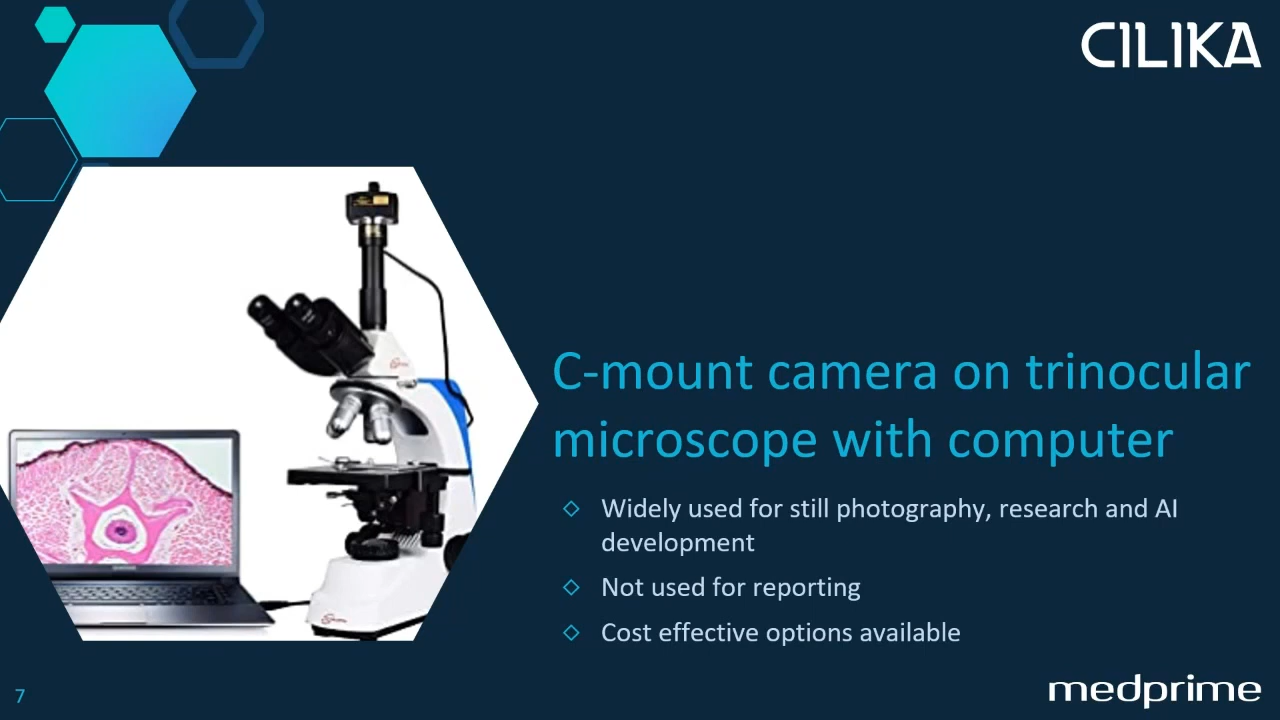 CILIKA
C-mount camera on trinocular
microscope with computer
Widely used for still photography, research and AI
development
Not used for reporting
Cost effective options available
7
medprime